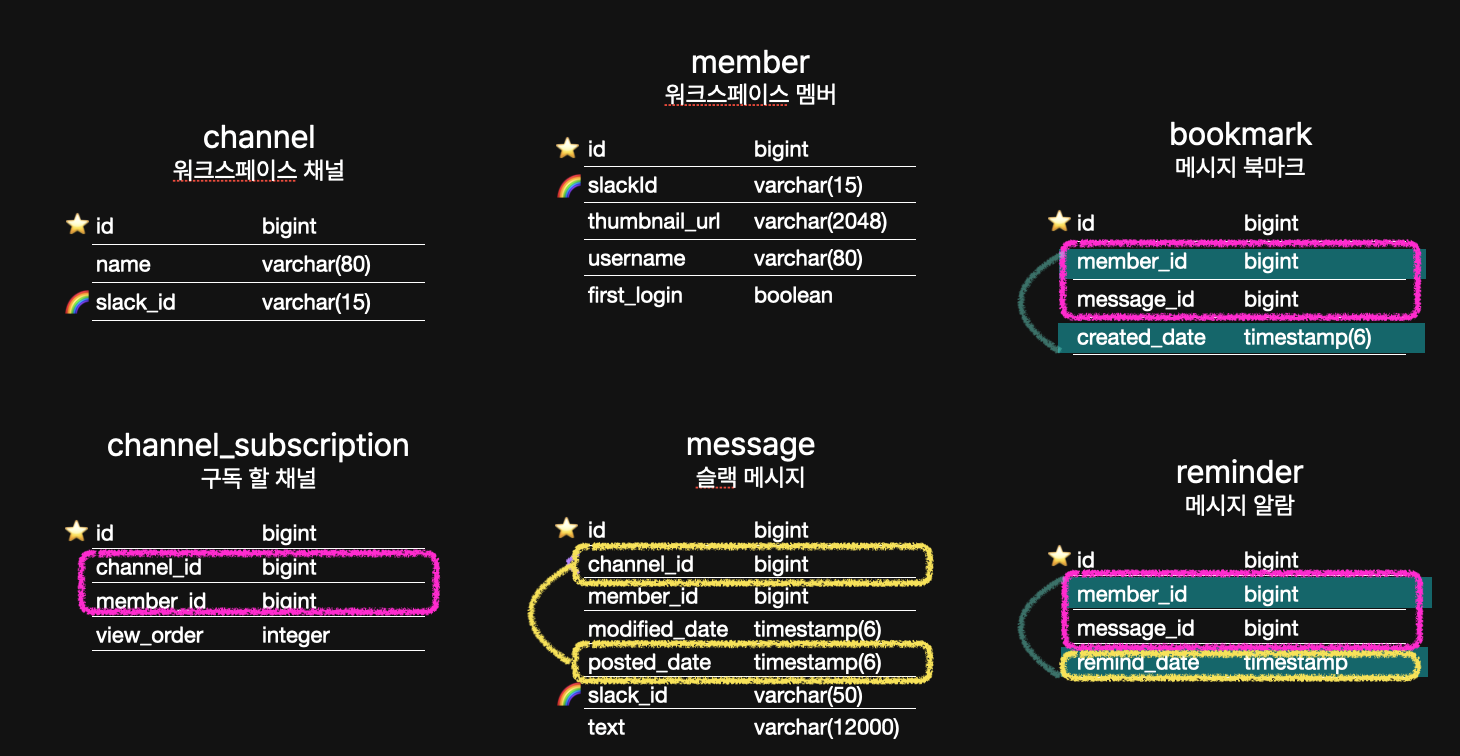 channel
워크스페이스 채널
id bigint
name varchar(80)
slack_id varchar(15)
member
워크스페이스 멤버
id bigint
slackId varchar(15)
thumbnail_url varchar(2048)
username varchar(80)
first_login boolean
bookmark
메시지 북마크
id bigint
member_id bigint
message_id bigint
created_date timestamp(6)
channel_subscription
구독 할 채널
id bigint
channel_id bigint
member_id bigint
view_order integer
message
슬랙 메시지
id bigint
channel_id bigint
member_id bigint
modified_date timestamp(6)
posted_date timestamp(6)
slack_id varchar(50)
text varchar(12000)
reminder
메시지 알람
id bigint
member_id bigint
message_id bigint
remind_date timestamp